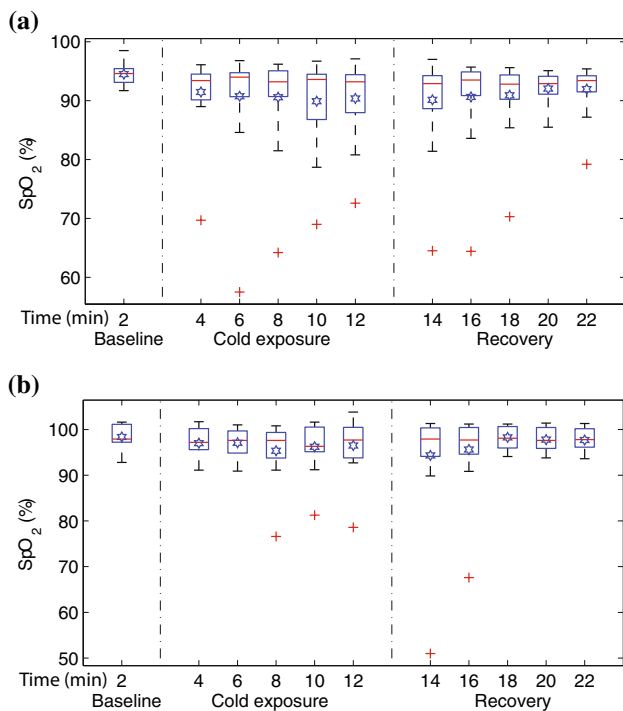 (a)
100
90
80
70
60
SpO2 (%)
Time (min) 2 4 6 8 10 12 14 16 18 20 22
Baseline Cold exposure Recovery
(b)
100
90
80
70
60
50
SpO2 (%)
Time (min) 2 4 6 8 10 12 14 16 18 20 22
Baseline Cold exposure Recovery